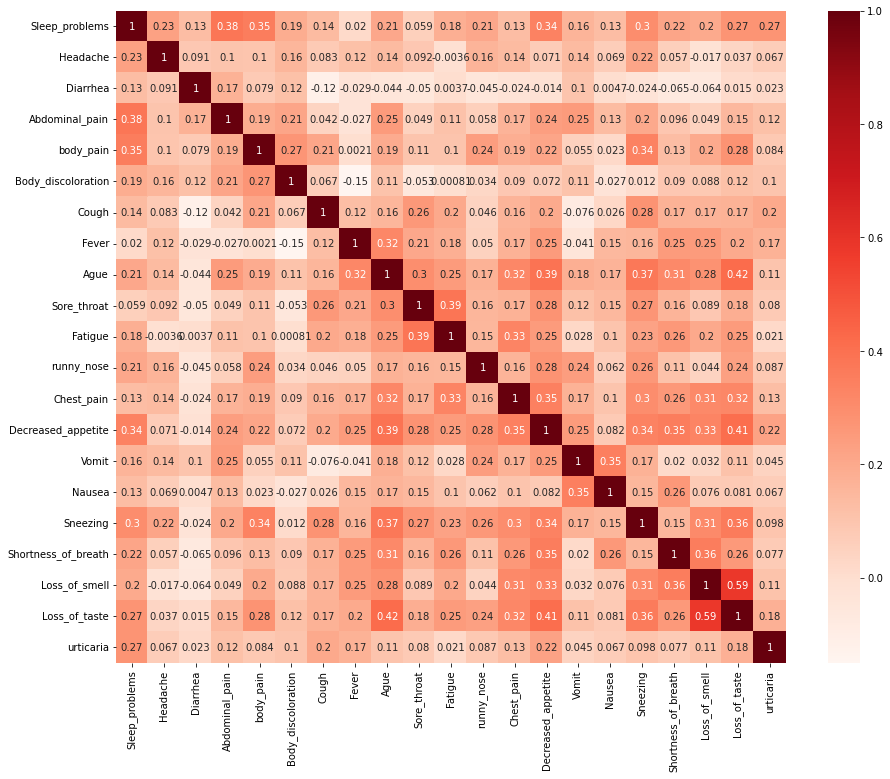 Sleep_problems 1 0.23 0.13 0.38 0.35 0.19 0.14 0.02 0.21 0.059 0.18 0.21 0.13 0.34 0.16 0.13 0.3 0.22 0.2 0.27 0.27
Headache 0.23 1 0.091 0.1 0.1 0.16 0.083 0.12 0.14 0.092 -0.0036 0.16 0.14 0.071 0.14 0.069 0.22 0.057 -0.017 0.037 0.067
Diarrhea 0.13 0.091 1 0.17 0.079 0.12 -0.12 -0.029 -0.044 -0.05 0.0037 -0.045 -0.024 -0.014 0.1 0.0047 -0.024 -0.065 -0.064 0.015 0.023
Abdominal_pain 0.38 0.1 0.17 1 0.19 0.21 0.042 -0.027 0.25 0.049 0.11 0.058 0.17 0.24 0.25 0.13 0.2 0.096 0.049 0.15 0.12
body_pain 0.35 0.1 0.079 0.19 1 0.27 0.21 0.0021 0.19 0.11 0.1 0.24 0.19 0.22 0.055 0.023 0.34 0.13 0.2 0.28 0.084
Body_discoloration 0.19 0.16 0.12 0.21 0.27 1 0.067 -0.15 0.11 -0.053 0.00081 0.034 0.09 0.072 0.11 -0.027 0.012 0.09 0.088 0.12 0.1
Cough 0.14 0.083 -0.12 0.042 0.21 0.067 1 0.12 0.16 0.26 0.2 0.046 0.16 0.2 -0.076 0.026 0.28 0.17 0.17 0.17 0.2
Fever 0.02 0.12 -0.029 -0.027 0.0021 -0.15 0.12 1 0.32 0.21 0.18 0.05 0.17 0.25 -0.041 0.15 0.16 0.25 0.25 0.2 0.17
Ague 0.21 0.14 -0.044 0.25 0.19 0.11 0.16 0.32 1 0.3 0.25 0.17 0.32 0.39 0.18 0.17 0.37 0.31 0.28 0.42 0.11
Sore_throat 0.059 0.092 -0.05 0.049 0.11 -0.053 0.26 0.21 0.3 1 0.39 0.16 0.17 0.28 0.12 0.15 0.27 0.16 0.089 0.18 0.08
Fatigue 0.18 -0.0036 0.0037 0.11 0.1 0.00081 0.2 0.18 0.25 0.39 1 0.15 0.33 0.25 0.028 0.1 0.23 0.26 0.2 0.25 0.021
runny_nose 0.21 0.16 -0.045 0.058 0.24 0.034 0.046 0.05 0.17 0.16 0.15 1 0.16 0.28 0.24 0.062 0.26 0.11 0.044 0.24 0.087
Chest_pain 0.13 0.14 -0.024 0.17 0.19 0.09 0.16 0.17 0.32 0.17 0.33 0.16 1 0.35 0.17 0.1 0.3 0.26 0.31 0.32 0.13
Decreased_appetite 0.34 0.071 -0.014 0.24 0.22 0.072 0.2 0.25 0.39 0.28 0.25 0.28 0.35 1 0.25 0.082 0.34 0.35 0.33 0.41 0.22
Vomit 0.16 0.14 0.1 0.25 0.055 0.11 -0.076 -0.041 0.18 0.12 0.028 0.24 0.17 0.25 1 0.35 0.17 0.02 0.032 0.11 0.045
Nausea 0.13 0.069 0.0047 0.13 0.023 -0.027 0.026 0.15 0.17 0.15 0.1 0.062 0.1 0.082 0.35 1 0.15 0.26 0.076 0.081 0.067
Sneezing 0.3 0.22 -0.024 0.2 0.34 0.012 0.28 0.16 0.37 0.27 0.23 0.26 0.3 0.34 0.17 0.15 1 0.15 0.31 0.36 0.098
Shortness_of_breath 0.22 0.057 -0.065 0.096 0.13 0.09 0.17 0.25 0.31 0.16 0.26 0.11 0.26 0.35 0.02 0.26 0.15 1 0.36 0.26 0.077
Loss_of_smell 0.2 -0.017 -0.064 0.049 0.2 0.088 0.17 0.25 0.28 0.089 0.2 0.044 0.31 0.33 0.032 0.076 0.31 0.36 1 0.59 0.11
Loss_of_taste 0.27 0.037 0.015 0.15 0.28 0.12 0.17 0.2 0.42 0.18 0.25 0.24 0.32 0.41 0.11 0.081 0.36 0.26 0.59 1 0.18
urticaria 0.27 0.067 0.023 0.12 0.084 0.1 0.2 0.17 0.11 0.08 0.021 0.087 0.13 0.22 0.045 0.067 0.098 0.077 0.11 0.18 1
Sleep_problems
Headache
Diarrhea
Abdominal_pain
body_pain
Body_discoloration
Cough
Fever
Ague
Sore_throat
Fatigue
runny_nose
Chest_pain
Decreased_appetite
Vomit
Nausea
Sneezing
Shortness_of_breath
Loss_of_smell
Loss_of_taste
urticaria
1.0
0.8
0.6
0.4
0.2
0.0